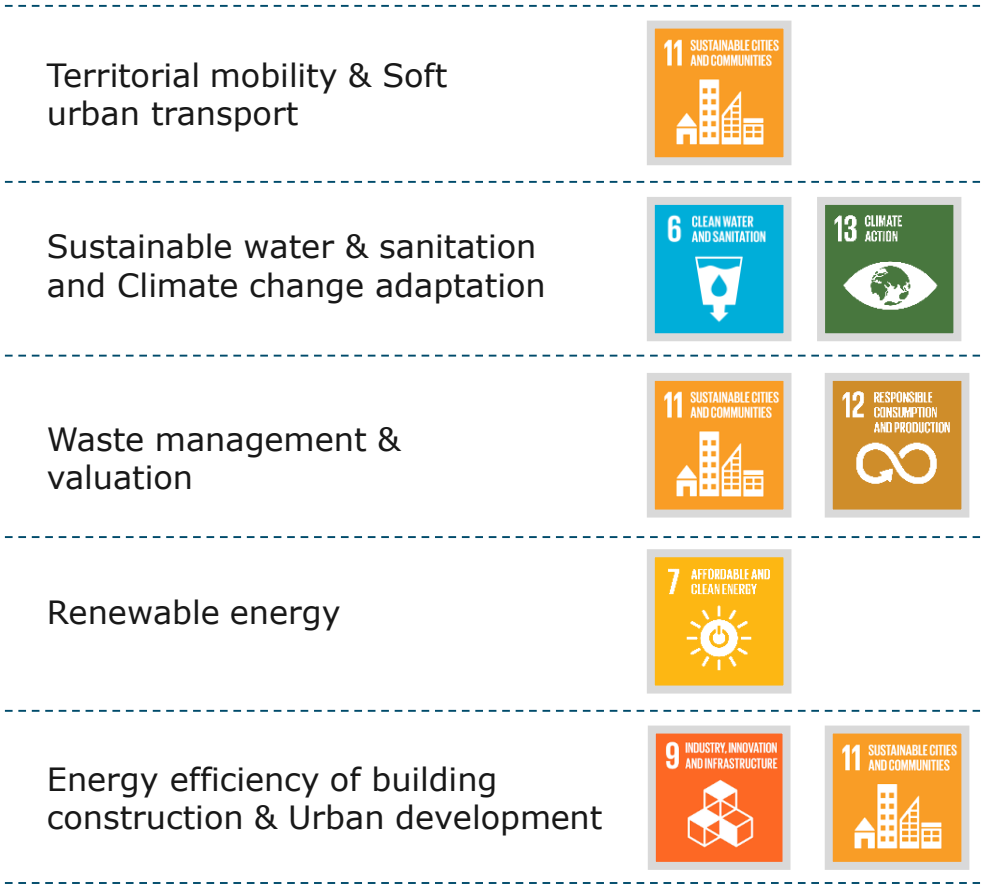 Territorial mobility & Soft
urban transport
11 SUSTAINABLE CITIES
AND COMMUNITIES
Sustainable water & sanitation
and Climate change adaptation
6 CLEAN WATER
AND SANITATION
13 CLIMATE
ACTION
Waste management &
valuation
11 SUSTAINABLE CITIES
AND COMMUNITIES
12 RESPONSIBLE
CONSUMPTION
AND PRODUCTION
Renewable energy
7 AFFORDABLE AND
CLEAN ENERGY
Energy efficiency of building
construction & Urban development
9 INDUSTRY, INNOVATION
AND INFRASTRUCTURE
11 SUSTAINABLE CITIES
AND COMMUNITIES